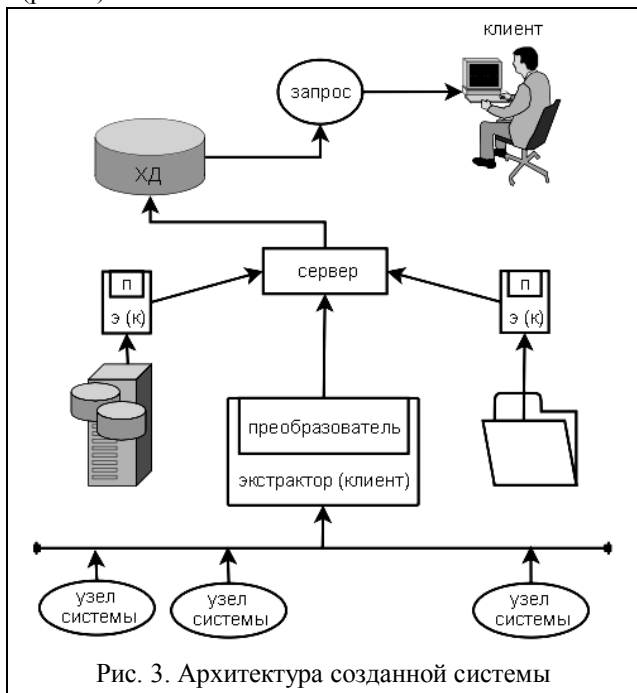 клиент
запрос
ХД
сервер
п
э (к)
п
э (к)
преобразователь
экстрактор (клиент)
узел
системы
узел
системы
узел
системы
Рис. 3. Архитектура созданной системы